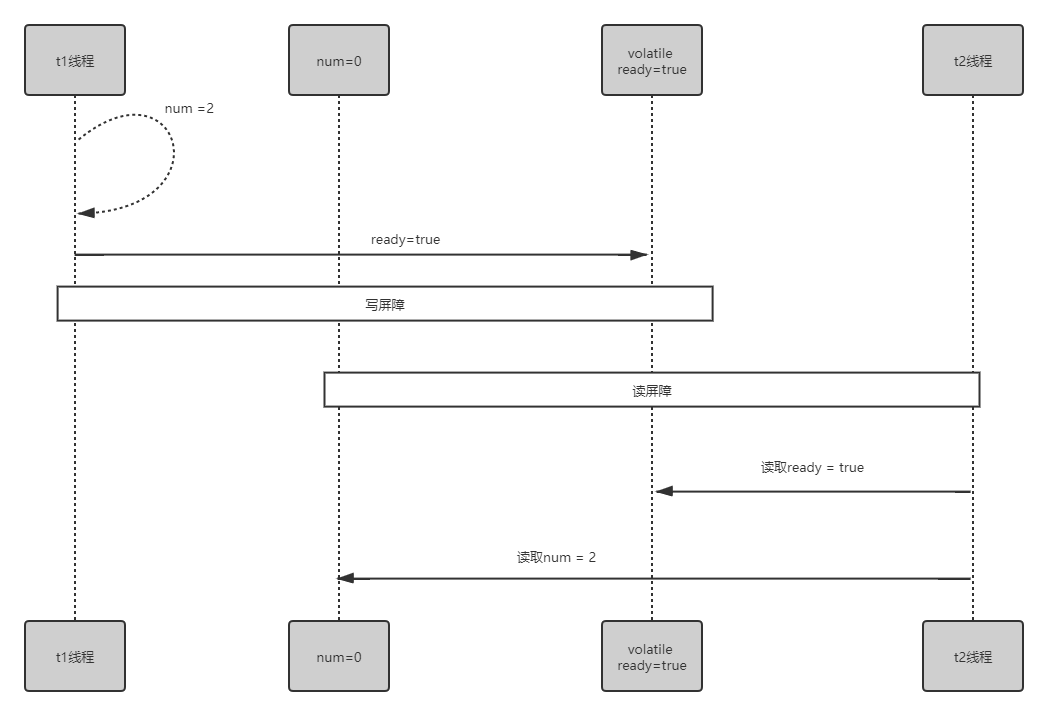 t1线程
num=0
volatile
ready=true
t2线程
num =2
ready=true
写屏障
读屏障
读取ready = true
读取num = 2
t1线程
num=0
volatile
ready=true
t2线程